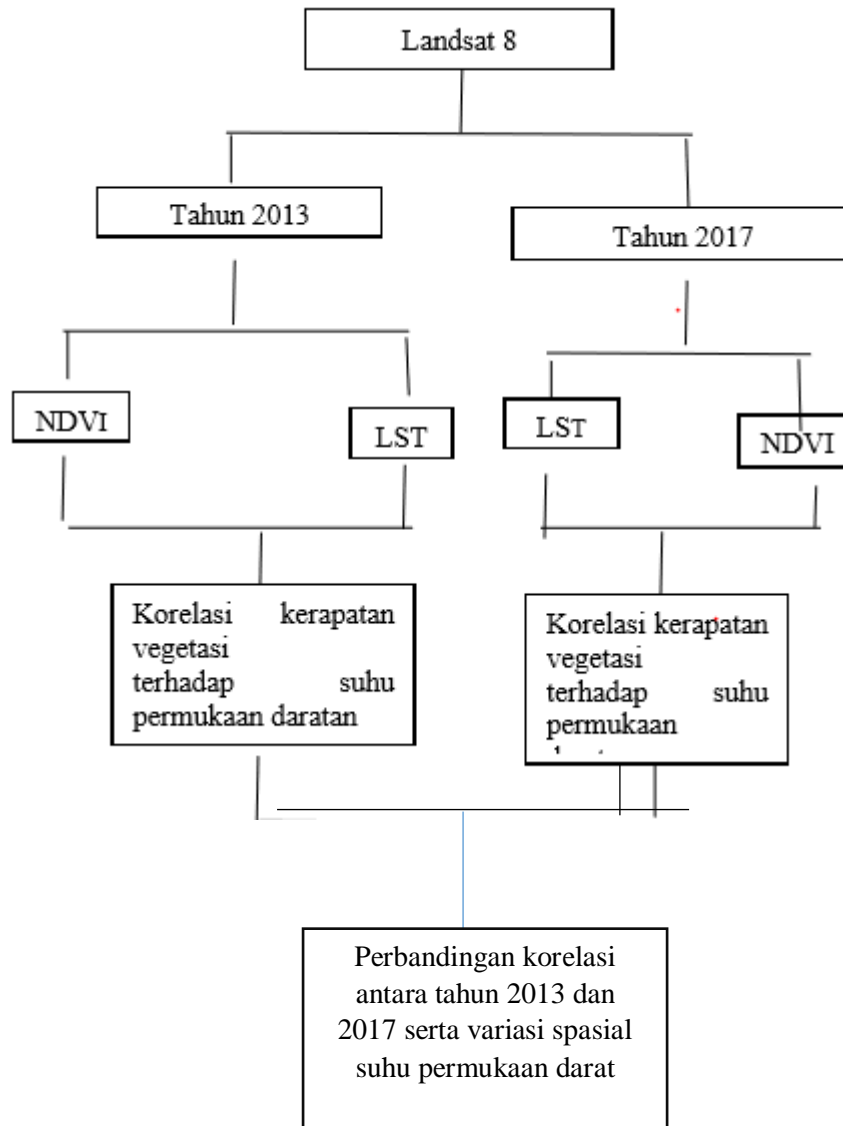 Landsat 8
Tahun 2013
Tahun 2017
NDVI
LST
LST
NDVI
Korelasi kerapatan
vegetasi
terhadap suhu
permukaan daratan
Korelasi kerapatan
vegetasi
terhadap suhu
permukaan
Perbandingan korelasi
antara tahun 2013 dan
2017 serta variasi spasial
suhu permukaan darat